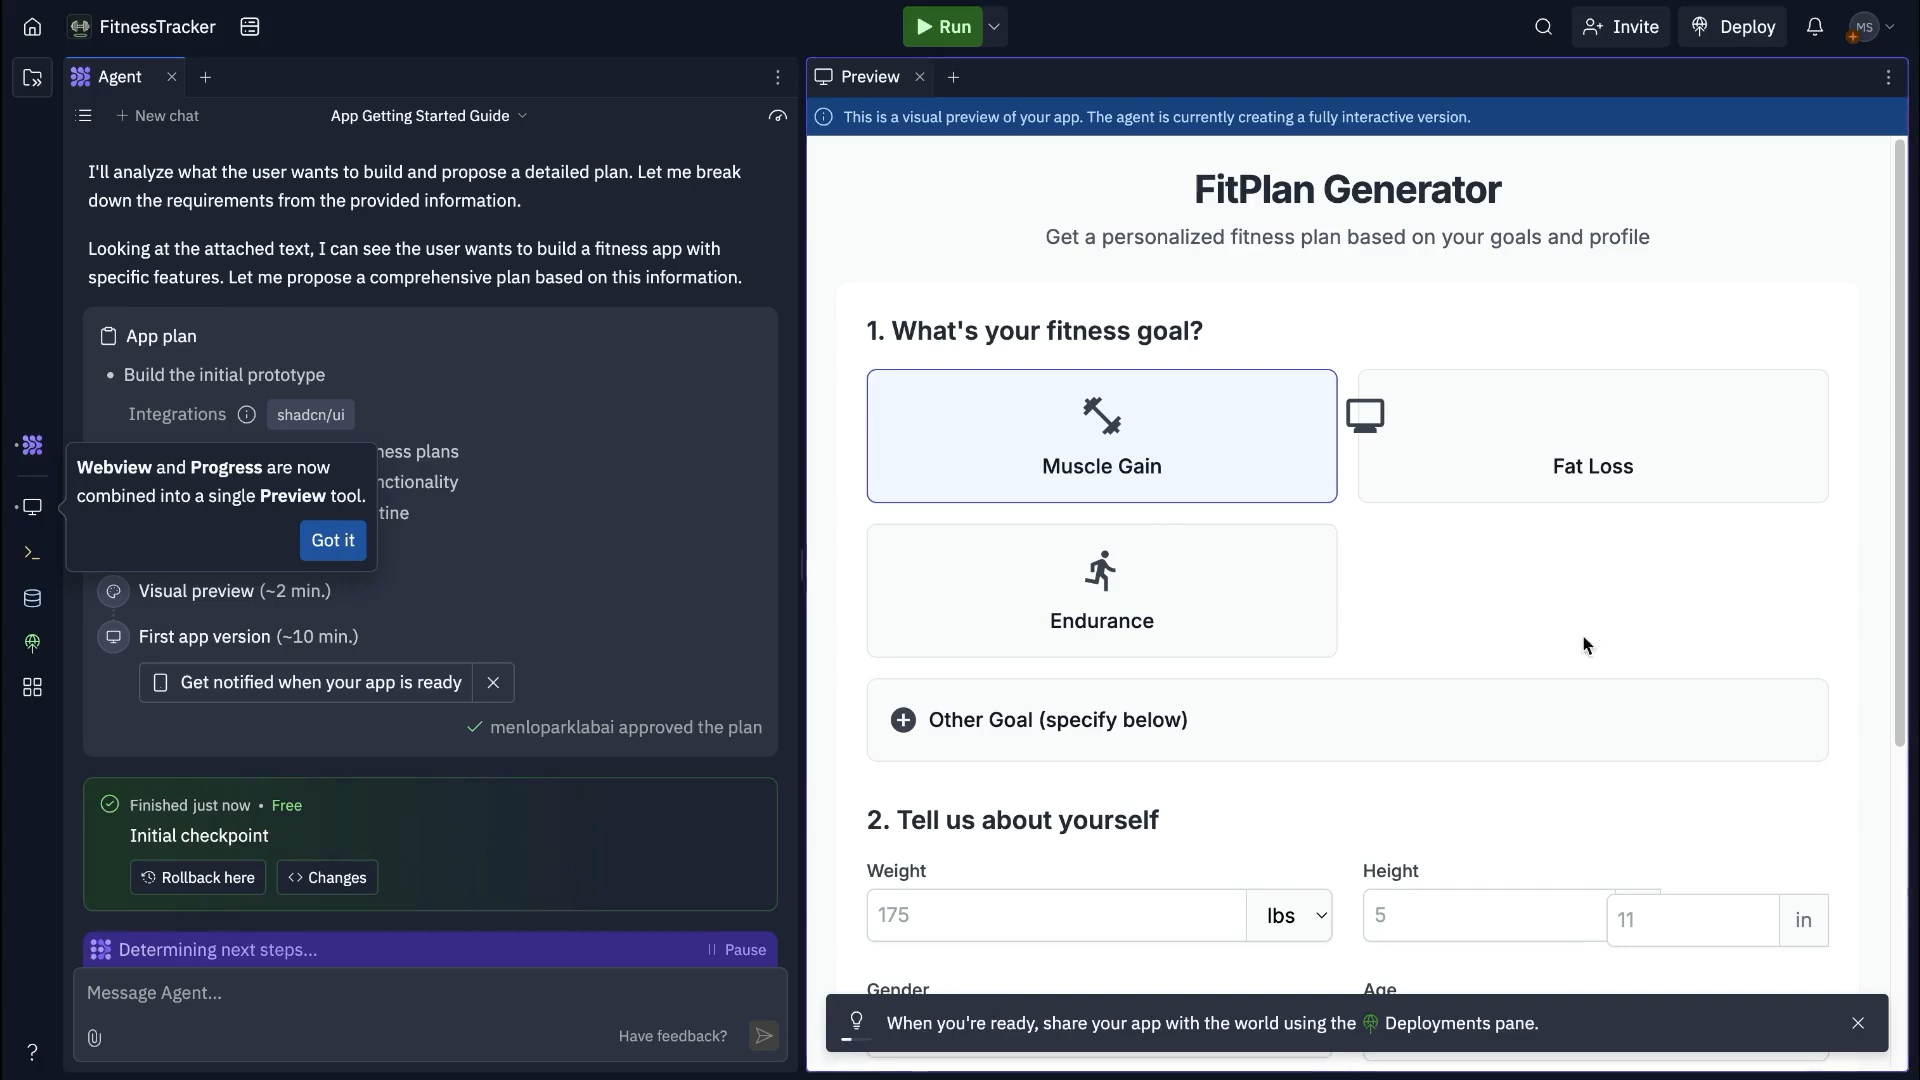 FitnessTracker
Run
Invite
Deploy
MS
Agent
New chat
App Getting Started Guide
I'll analyze what the user wants to build and propose a detailed plan. Let me break
down the requirements from the provided information.
Looking at the attached text, I can see the user wants to build a fitness app with
specific features. Let me propose a comprehensive plan based on this information.
App plan
• Build the initial prototype
Integrations shadcn/ui
plans
Webview and Progress are now
combined into a single Preview tool.
Got it
Visual preview (~2 min.)
First app version (~10 min.)
Get notified when your app is ready
menloparklabai approved the plan
Finished just now • Free
Initial checkpoint
Rollback here
Changes
Determining next steps...
Pause
Message Agent...
Have feedback?
?
Preview
This is a visual preview of your app. The agent is currently creating a fully interactive version.
FitPlan Generator
Get a personalized fitness plan based on your goals and profile
1. What's your fitness goal?
Muscle Gain
Fat Loss
Endurance
Other Goal (specify below)
2. Tell us about yourself
Weight
Height
175
lbs
5
11
in
Gender
Age
When you're ready, share your app with the world using the Deployments pane.